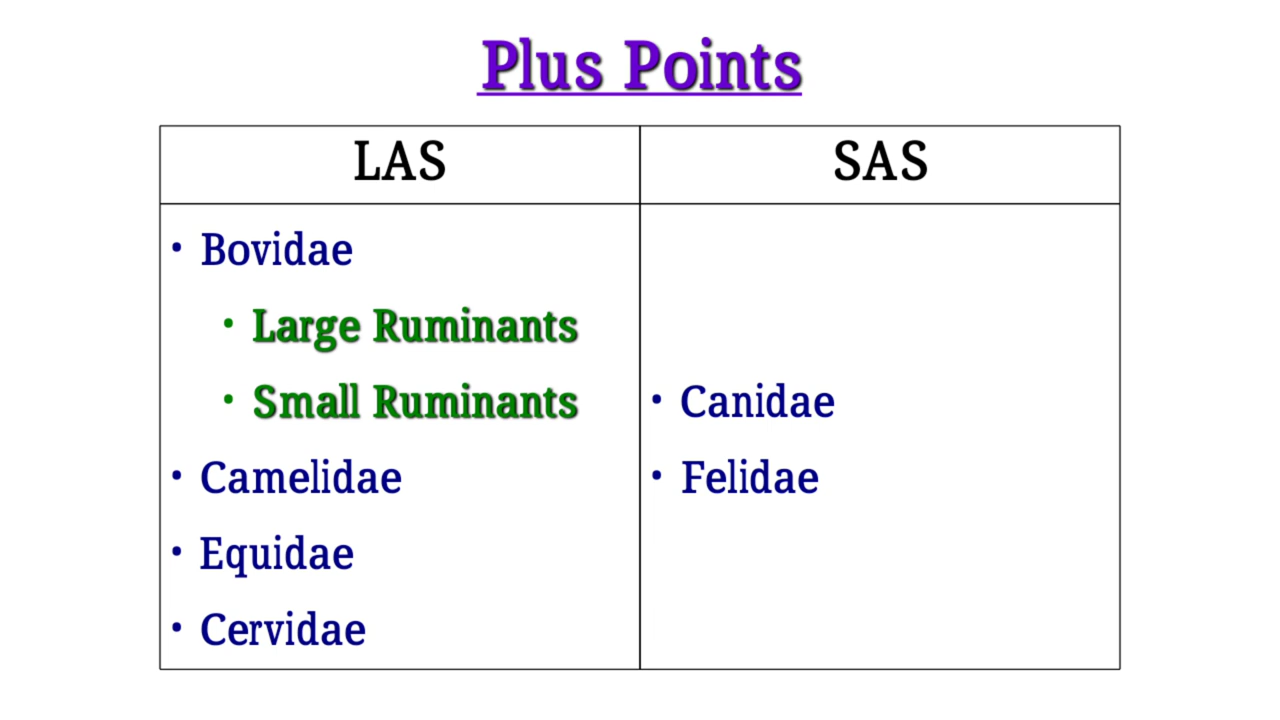 Plus Points
LAS
SAS
• Bovidae
• Large Ruminants
• Small Ruminants
• Camelidae
• Equidae
• Cervidae
• Canidae
• Felidae